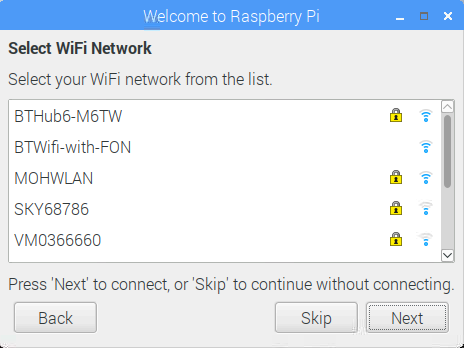 Welcome to Raspberry Pi
Select WiFi Network
Select your WiFi network from the list.
BTHub6-M6TW
BTWifi-with-FON
MOHWLAN
SKY68786
VM0366660
Press 'Next' to connect, or 'Skip' to continue without connecting.
Back Skip Next